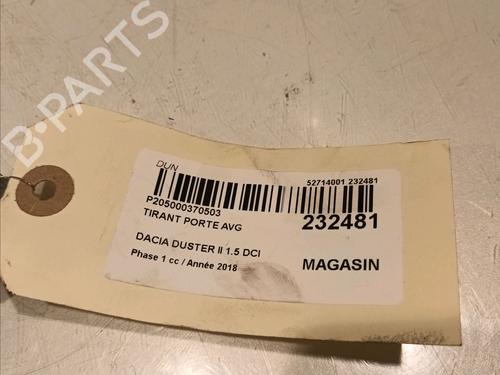 B-PARTS
DUN
52714001 232481
P205000370503
TIRANT PORTE AVG
232481
DACIA DUSTER II 1.5 DCI
Phase 1 cc / Année 2018
MAGASIN